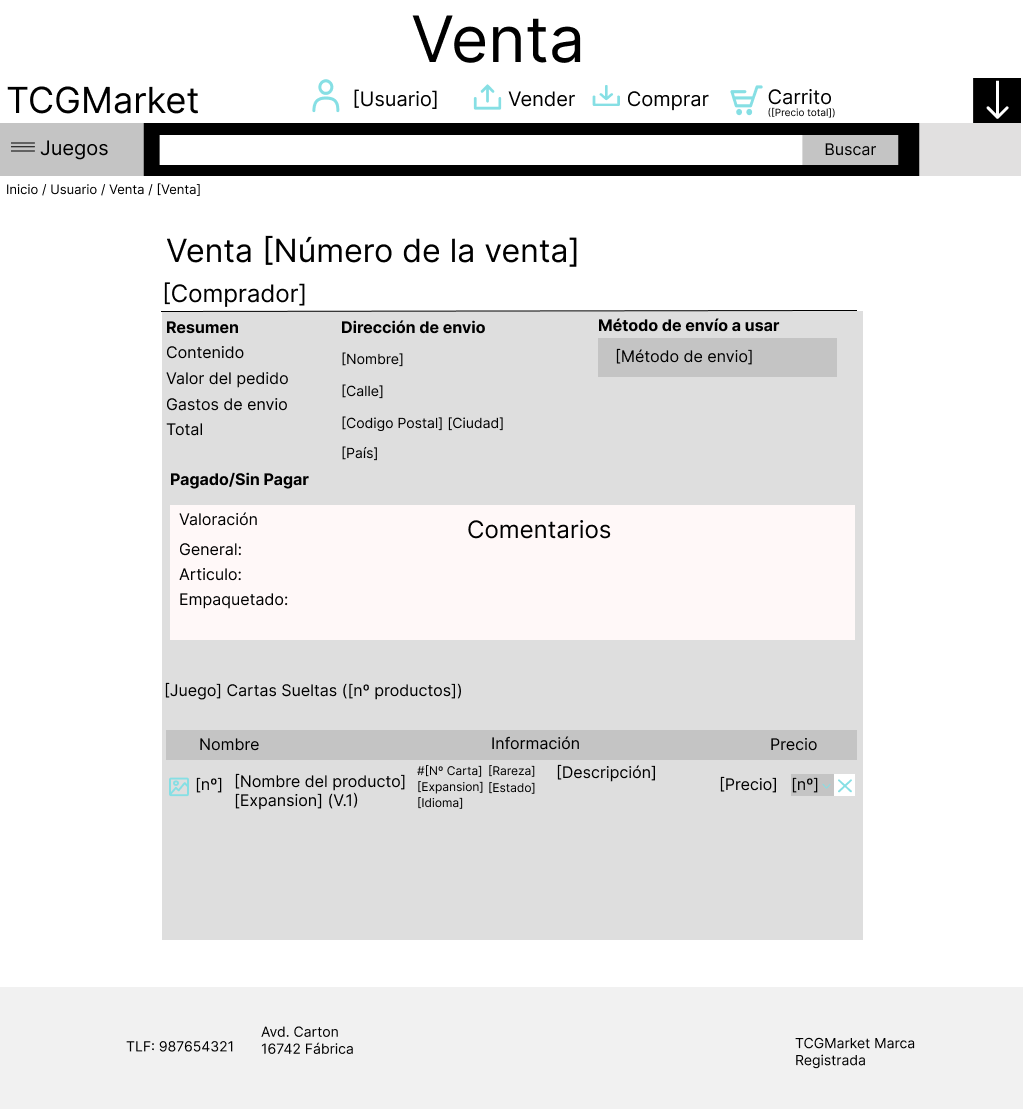 Venta
TCGMarket
[Usuario]
Vender
Comprar
Carrito
([Precio total])
Juegos
Buscar
Inicio / Usuario / Venta / [Venta]
Venta [Número de la venta]
[Comprador]
Resumen
Contenido
Valor del pedido
Gastos de envio
Total
Dirección de envio
[Nombre]
[Calle]
[Codigo Postal] [Ciudad]
[País]
Método de envío a usar
[Método de envio]
Pagado/Sin Pagar
Valoración
General:
Articulo:
Empaquetado:
Comentarios
[Juego] Cartas Sueltas ([nº productos])
Nombre
Información
Precio
[nº]
[Nombre del producto]
[Expansion] (V.1)
#[Nº Carta] [Rareza]
[Expansion] [Estado]
[Idioma]
[Descripción]
[Precio]
[nº]
TLF: 987654321
Avd. Carton
16742 Fábrica
TCGMarket Marca
Registrada